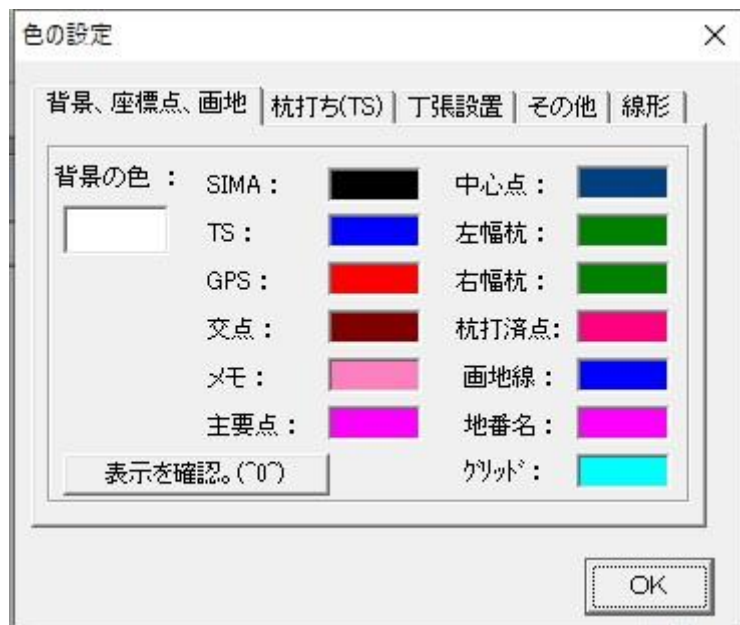 色の設定
背景、座標点、画地 杭打ち(TS) 丁張設置 その他 線形
背景の色 :
SIMA :
TS :
GPS :
交点 :
メモ :
主要点 :
中心点 :
左幅杭 :
右幅杭 :
杭打済点:
画地線 :
地番名 :
グリッド :
表示を確認。(^0^)
OK